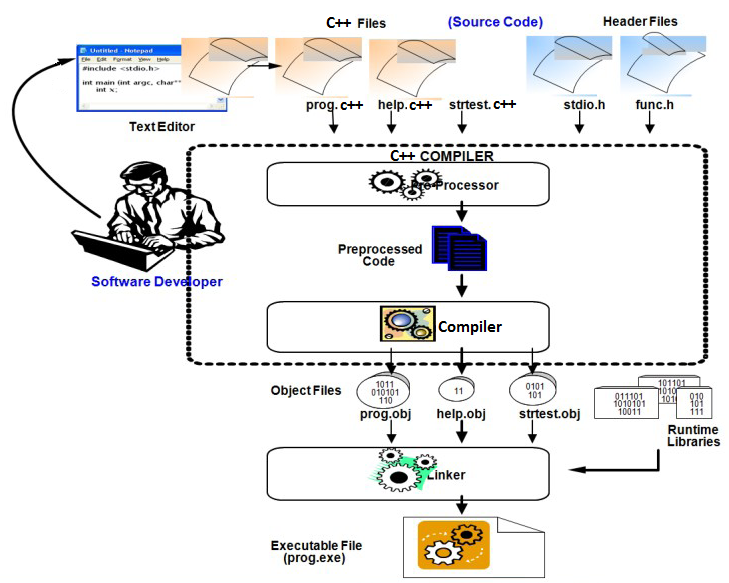 C++ Files
(Source Code)
Header Files
Untitled - Notepad
File Edit Format View Help
#include <stdio.h>
int main (int argc, char**
int x;
Text Editor
prog.c++
help.c++
strtest.c++
stdio.h
func.h
C++ COMPILER
Pre-Processor
Preprocessed
Code
Software Developer
Compiler
Object Files
1011
010101
110
11
0101
101
prog.obj
help.obj
strtest.obj
011101
1010101
10011
101101
010
101
111
Runtime
Libraries
Linker
Executable File
(prog.exe)